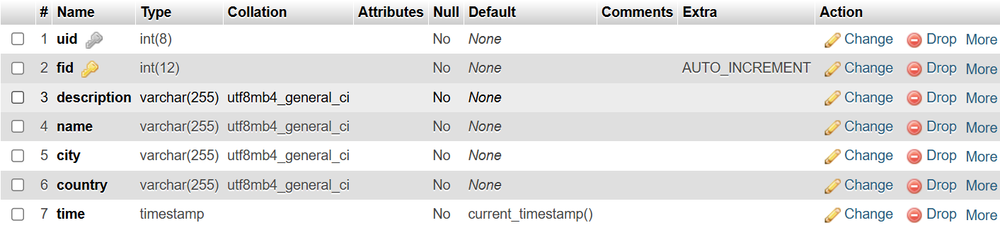 # Name Type Collation Attributes Null Default Comments Extra Action
1 uid int(8) No None Change Drop More
2 fid int(12) No None AUTO_INCREMENT Change Drop More
3 description varchar(255) utf8mb4_general_ci No None Change Drop More
4 name varchar(255) utf8mb4_general_ci No None Change Drop More
5 city varchar(255) utf8mb4_general_ci No None Change Drop More
6 country varchar(255) utf8mb4_general_ci No None Change Drop More
7 time timestamp No current_timestamp() Change Drop More